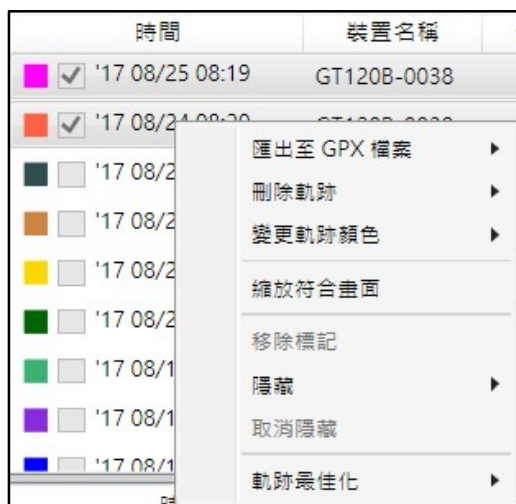 時間 裝置名稱
'17 08/25 08:19 GT120B-0038
'17 08/24 08:20 GT120B-0038
匯出至 GPX 檔案
'17 08/2
刪除軌跡
'17 08/2
變更軌跡顏色
'17 08/2
縮放符合畫面
'17 08/2
移除標記
'17 08/1
隱藏
'17 08/1
取消隱藏
'17 08/1
軌跡最佳化